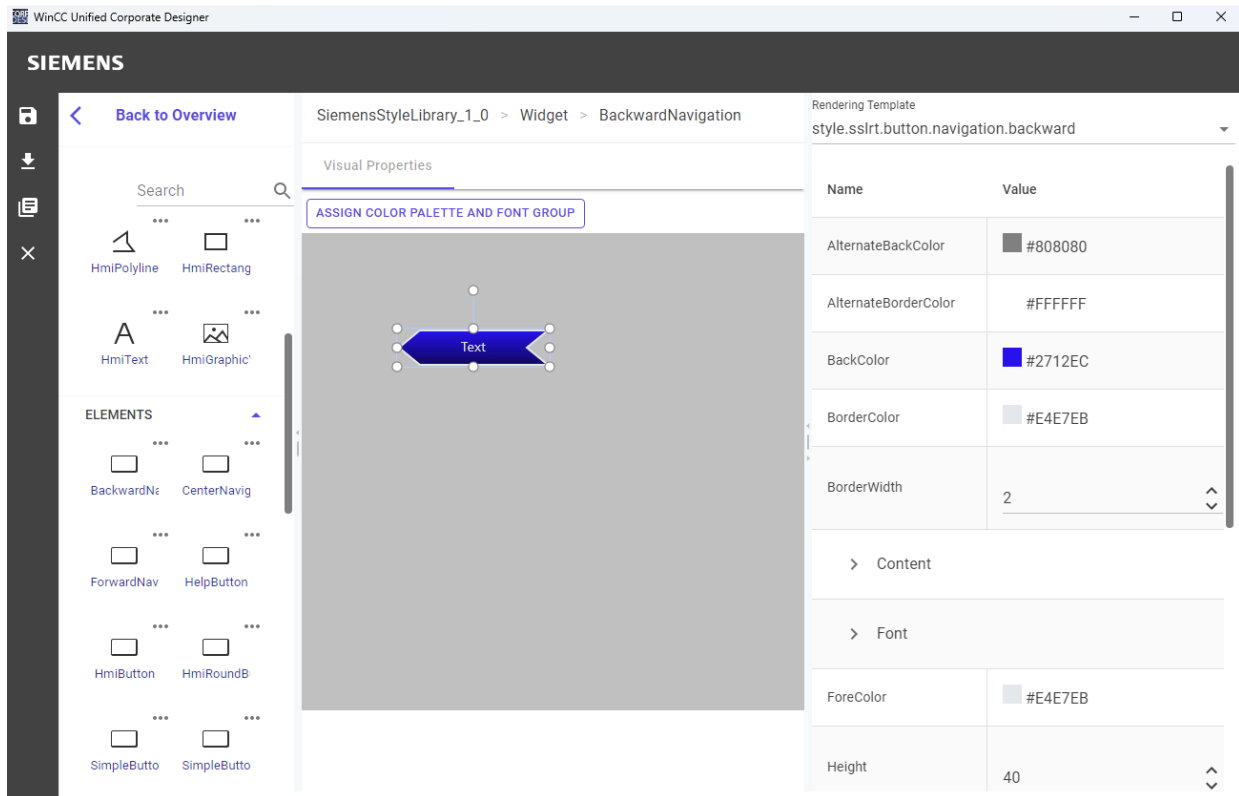 WinCC Unified Corporate Designer
SIEMENS
Back to Overview
Search
HmiPolyline
HmiRectang
HmiText
HmiGraphic'
ELEMENTS
BackwardNa
CenterNavig
ForwardNav
HelpButton
HmiButton
HmiRoundB
SimpleButto
SimpleButto
SiemensStyleLibrary_1_0 > Widget > BackwardNavigation
Visual Properties
ASSIGN COLOR PALETTE AND FONT GROUP
Text
Rendering Template
style.sslrt.button.navigation.backward
Name Value
AlternateBackColor #808080
AlternateBorderColor #FFFFFF
BackColor #2712EC
BorderColor #E4E7EB
BorderWidth 2
Content
Font
ForeColor #E4E7EB
Height 40